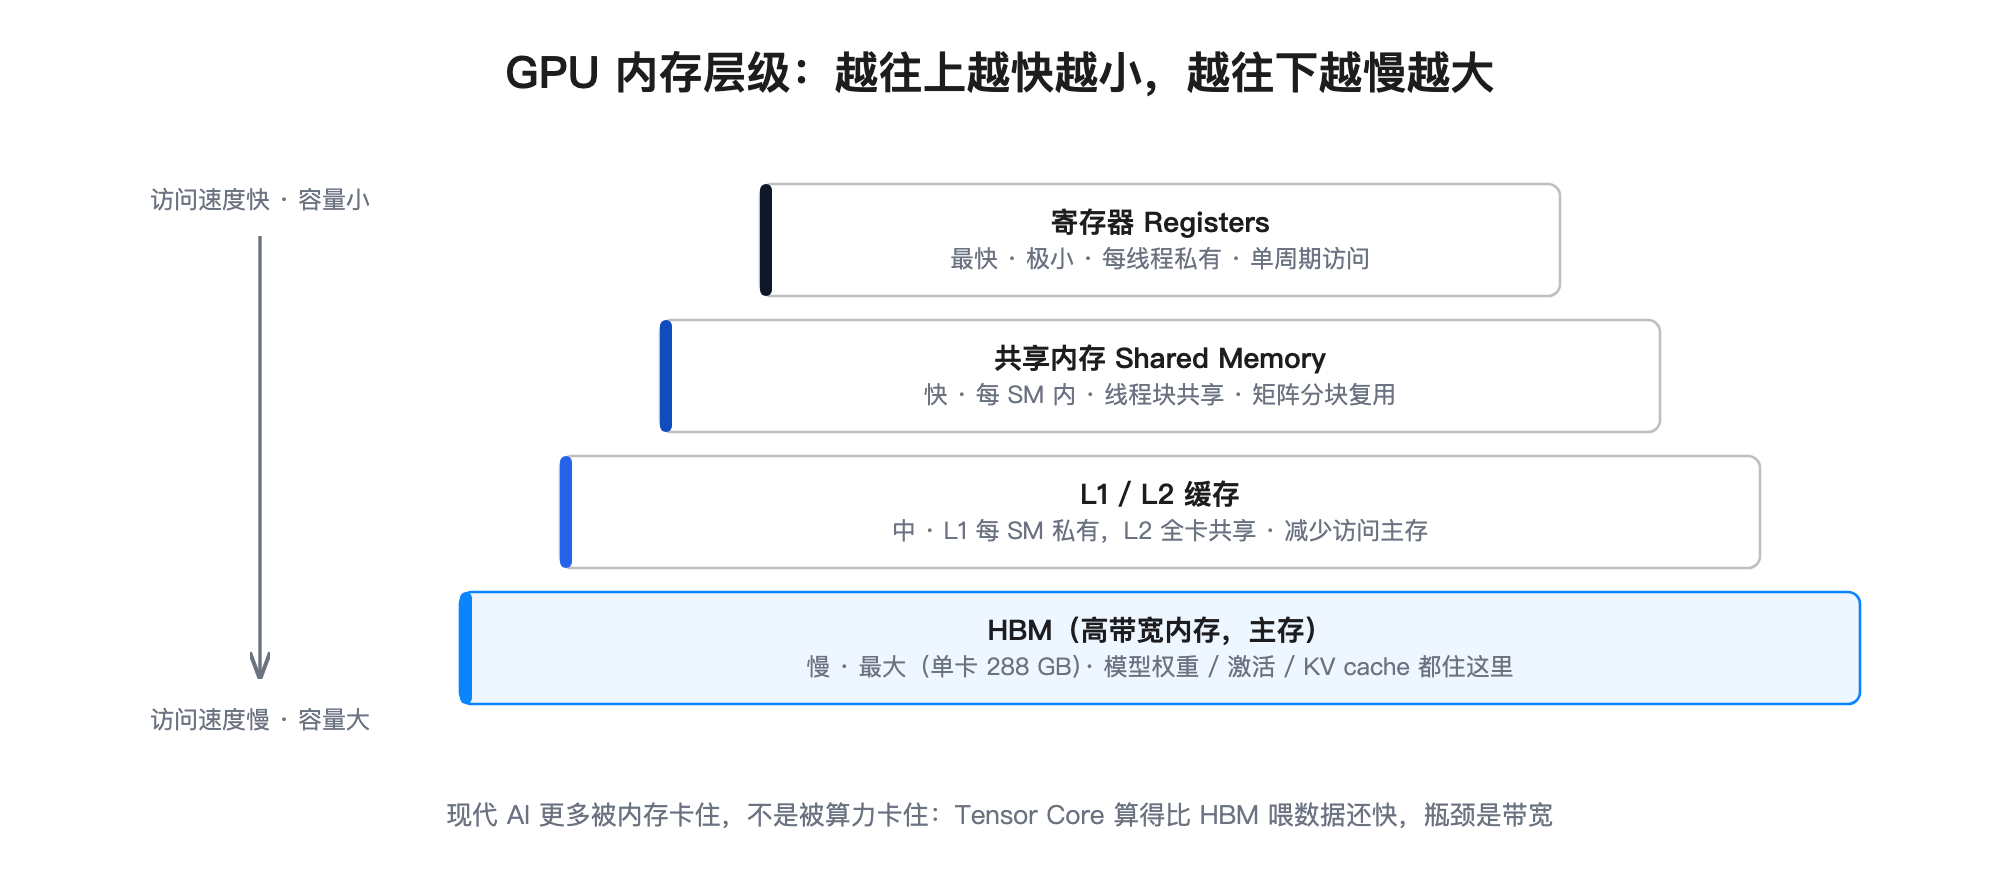 GPU 内存层级：越往上越快越小，越往下越慢越大
访问速度快 · 容量小
寄存器 Registers
最快 · 极小 · 每线程私有 · 单周期访问
共享内存 Shared Memory
快 · 每 SM 内 · 线程块共享 · 矩阵分块复用
L1 / L2 缓存
中 · L1 每 SM 私有，L2 全卡共享 · 减少访问主存
HBM（高带宽内存，主存）
慢 · 最大（单卡 288 GB）· 模型权重 / 激活 / KV cache 都住这里
访问速度慢 · 容量大
现代 AI 更多被内存卡住，不是被算力卡住：Tensor Core 算得比 HBM 喂数据还快，瓶颈是带宽